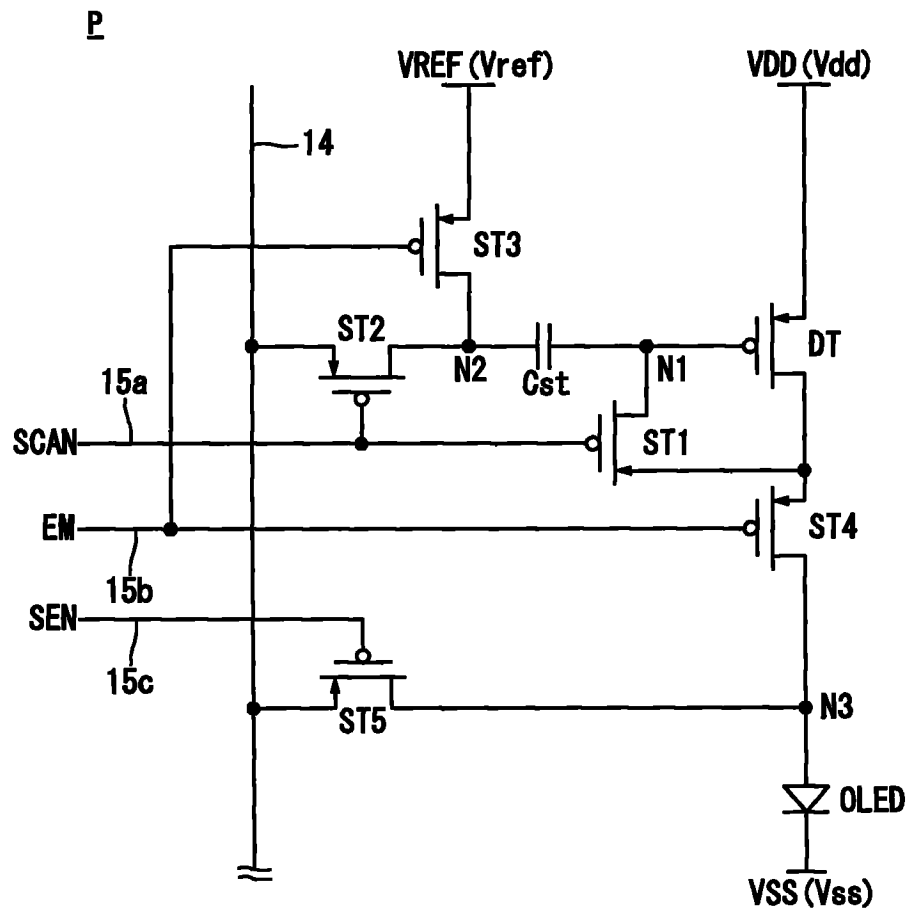 P
VREF(Vref)
VDD(Vdd)
14
ST3
ST2
N2
Cst
N1
DT
15a
SCAN
ST1
EM
ST4
15b
SEN
15c
ST5
N3
OLED
VSS(Vss)